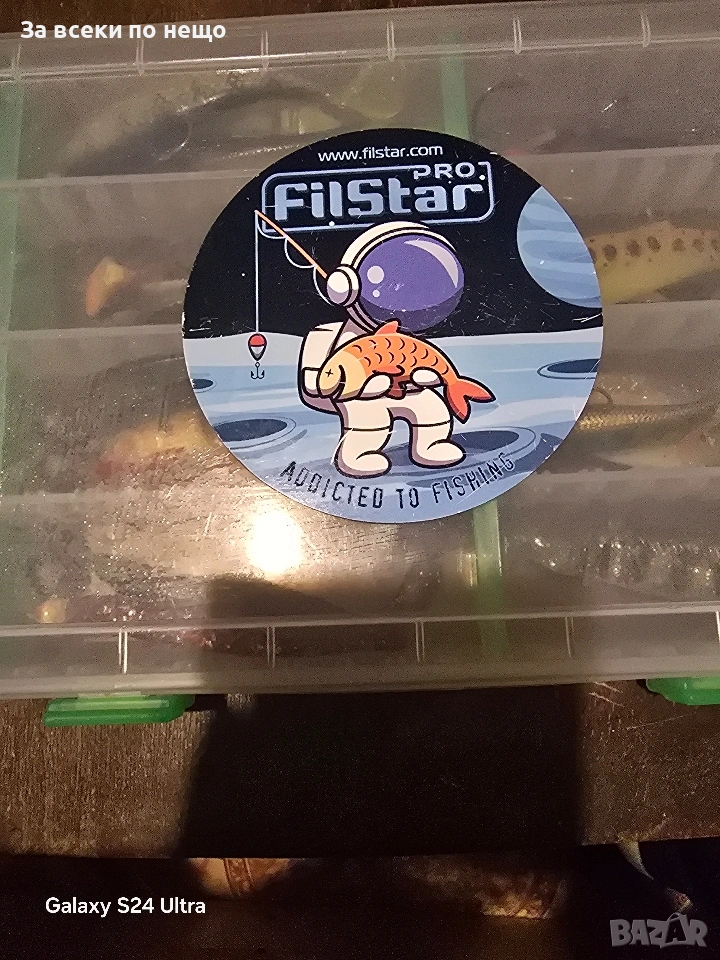 За всеки по нещо
www.filstar.com
PRO.
FilStar
ADDICTED TO FISHING
Galaxy S24 Ultra
BAZAR